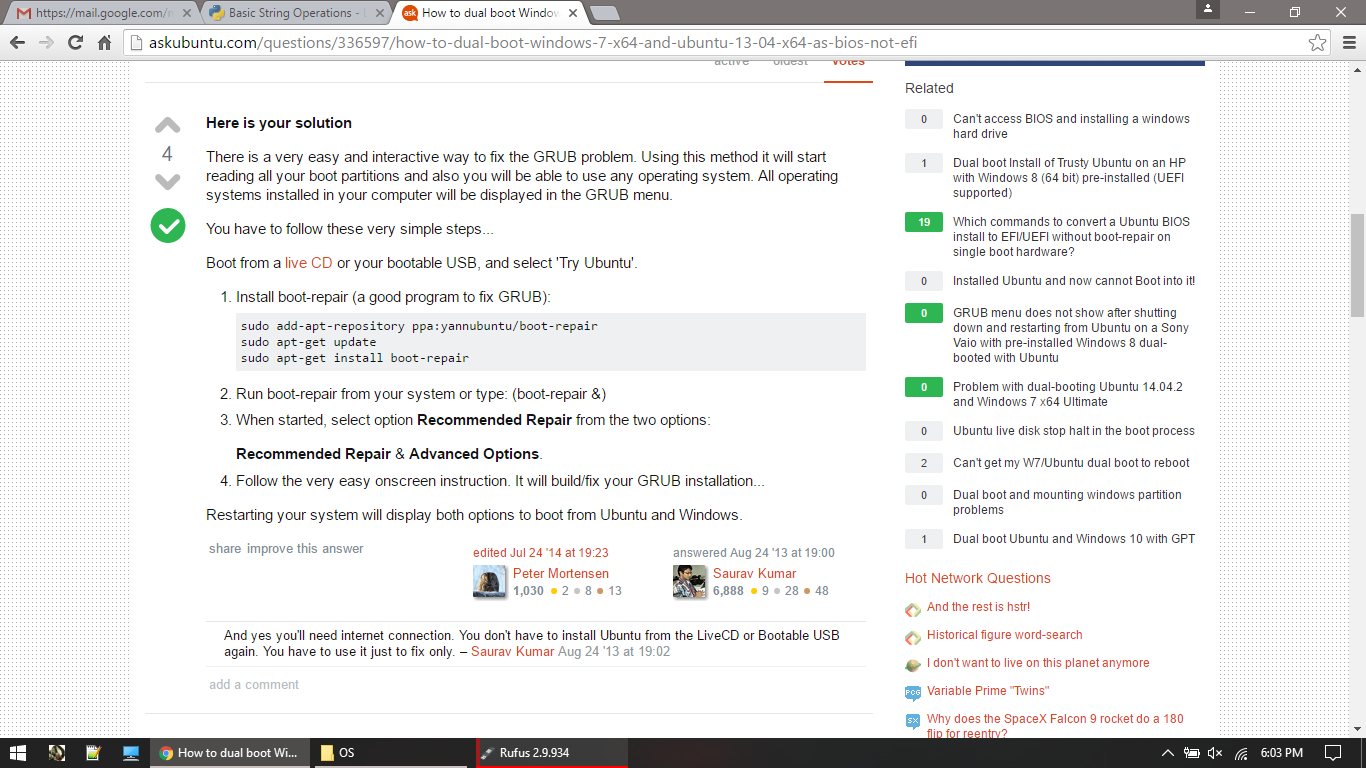 https://mail.google.com/
Basic String Operations -
How to dual boot Window
askubuntu.com/questions/336597/how-to-dual-boot-windows-7-x64-and-ubuntu-13-04-x64-as-bios-not-efi
active oldest votes
4
Here is your solution
There is a very easy and interactive way to fix the GRUB problem. Using this method it will start
reading all your boot partitions and also you will be able to use any operating system. All operating
systems installed in your computer will be displayed in the GRUB menu.
You have to follow these very simple steps...
Boot from a live CD or your bootable USB, and select 'Try Ubuntu'.
1. Install boot-repair (a good program to fix GRUB):
sudo add-apt-repository ppa:yannubuntu/boot-repair
sudo apt-get update
sudo apt-get install boot-repair
2. Run boot-repair from your system or type: (boot-repair &)
3. When started, select option Recommended Repair from the two options:
Recommended Repair & Advanced Options.
4. Follow the very easy onscreen instruction. It will build/fix your GRUB installation...
Restarting your system will display both options to boot from Ubuntu and Windows.
share improve this answer
edited Jul 24 '14 at 19:23
Peter Mortensen
1,030 2 8 13
answered Aug 24 '13 at 19:00
Saurav Kumar
6,888 9 28 48
And yes you'll need internet connection. You don't have to install Ubuntu from the LiveCD or Bootable USB
again. You have to use it just to fix only. – Saurav Kumar Aug 24 '13 at 19:02
add a comment
Related
0 Can't access BIOS and installing a windows
hard drive
1 Dual boot Install of Trusty Ubuntu on an HP
with Windows 8 (64 bit) pre-installed (UEFI
supported)
19 Which commands to convert a Ubuntu BIOS
install to EFI/UEFI without boot-repair on
single boot hardware?
0 Installed Ubuntu and now cannot Boot into it!
0 GRUB menu does not show after shutting
down and restarting from Ubuntu on a Sony
Vaio with pre-installed Windows 8 dual-
booted with Ubuntu
0 Problem with dual-booting Ubuntu 14.04.2
and Windows 7 x64 Ultimate
0 Ubuntu live disk stop halt in the boot process
2 Can't get my W7/Ubuntu dual boot to reboot
0 Dual boot and mounting windows partition
problems
1 Dual boot Ubuntu and Windows 10 with GPT
Hot Network Questions
And the rest is hstr!
Historical figure word-search
I don't want to live on this planet anymore
PCG Variable Prime "Twins"
SX Why does the SpaceX Falcon 9 rocket do a 180
flip for reentry?
How to dual boot Wi...
OS
Rufus 2.9.934
6:03 PM